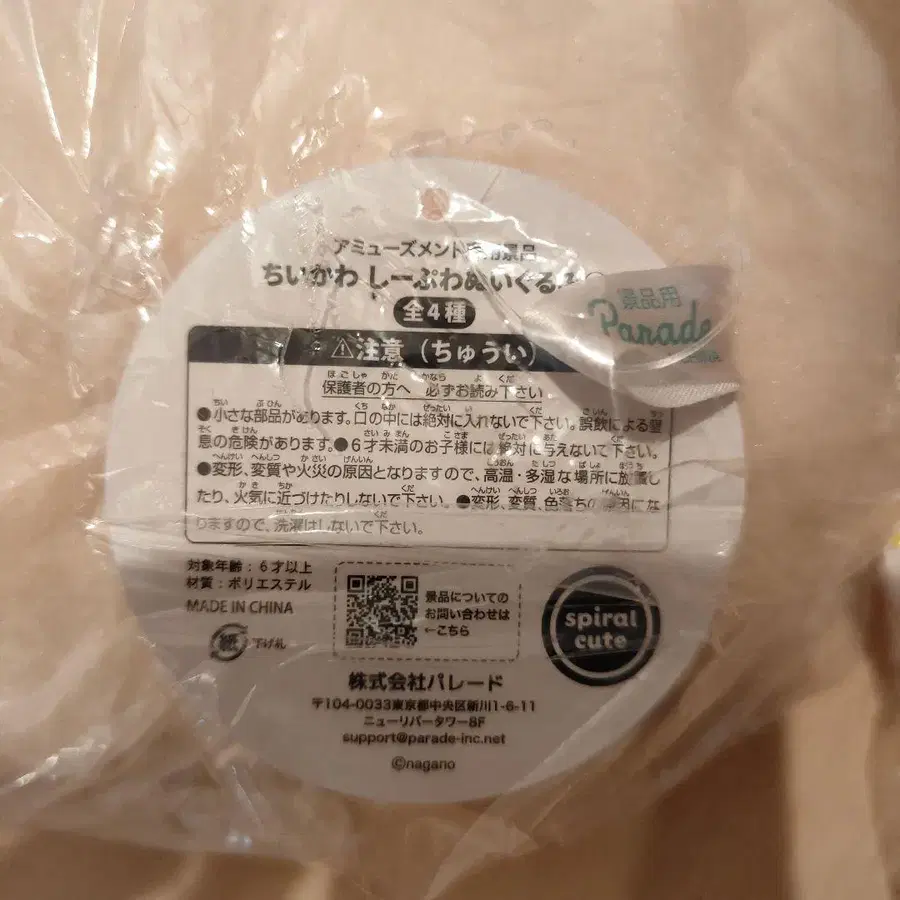 アミューズメント専用景品
ちいかわ しーぷわぬいぐるみ
全4種
景品用
Parade
⚠注意（ちゅうい）
保護者の方へ 必ずお読み下さい
●小さな部品があります。口の中には絶対に入れないで下さい。誤飲による窒
息の危険があります。●6才未満のお子様には絶対に与えないで下さい。
●変形、変質や火災の原因となりますので、高温・多湿な場所に放置し
たり、火気に近づけたりしないで下さい。●変形、変質、色落ちの原因にな
りますので、洗濯はしないで下さい。
対象年齢：6才以上
材質：ポリエステル
MADE IN CHINA
紙 下げ札
景品についての
お問い合わせは
←こちら
spiral
cute
株式会社パレード
〒104-0033東京都中央区新川1-6-11
ニューリバータワー8F
support@parade-inc.net
©nagano